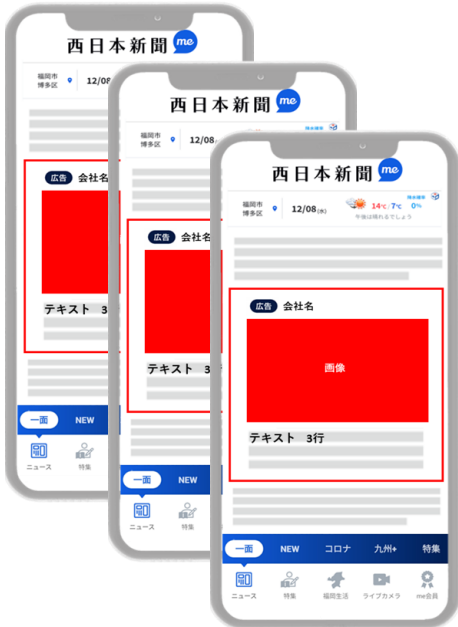 西日本新聞 me
福岡市
博多区
12/08
広告 会社名
テキスト 3
一面 NEW
ニュース 特集
西日本新聞 me
福岡市
博多区
12/08
広告 会社名
テキスト 3
一面 NEW
ニュース 特集
西日本新聞 me
福岡市
博多区
12/08(水)
14℃/7℃
降水確率
0%
午後は晴れるでしょう
広告 会社名
画像
テキスト 3行
一面 NEW コロナ 九州+ 特集
ニュース 特集 福岡生活 ライブカメラ me会員